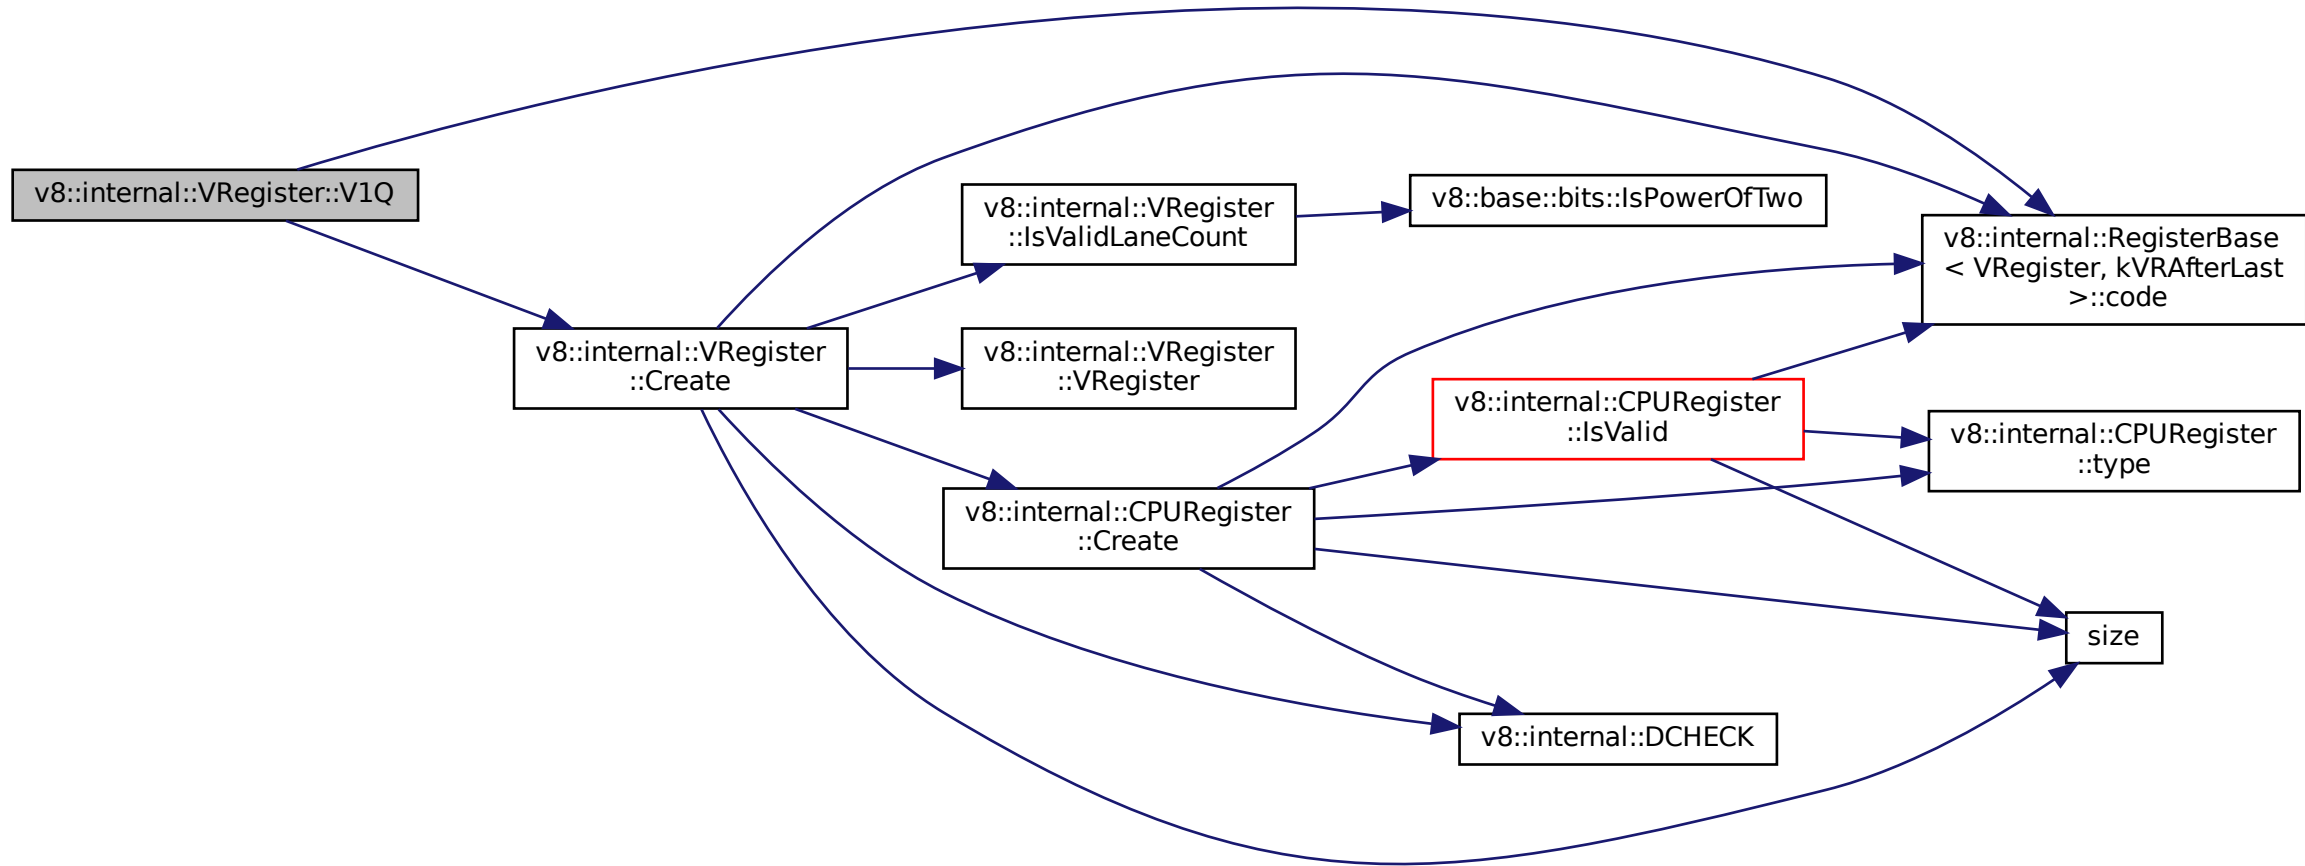 v8::internal::VRegister::V1Q
v8::internal::VRegister
::Create
v8::internal::VRegister
::IsValidLaneCount
v8::base::bits::IsPowerOfTwo
v8::internal::VRegister
::VRegister
v8::internal::CPURegister
::Create
v8::internal::CPURegister
::IsValid
v8::internal::RegisterBase
< VRegister, kVRAfterLast
>::code
v8::internal::CPURegister
::type
size
v8::internal::DCHECK